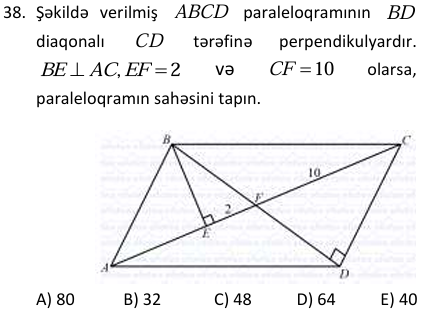 38. Şəkildə verilmiş ABCD paraleloqramının BD
diaqonalı CD tərəfinə perpendikulyardır.
BE ⊥ AC, EF = 2 və CF = 10 olarsa,
paraleloqramın sahəsini tapın.
B C
10
F
2
E
A D
A) 80 B) 32 C) 48 D) 64 E) 40